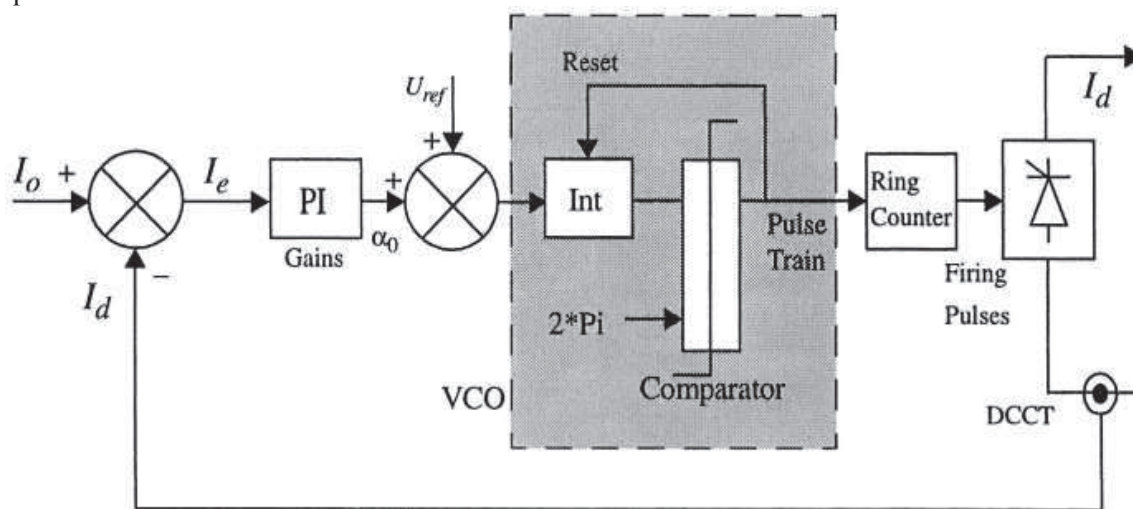 Reset
U_ref
+
I_o +
I_e
PI
+
α_0
Gains
Int
Ring
Counter
I_d
Pulse
Train
Firing
Pulses
−
I_d
2*Pi
Comparator
VCO
DCCT